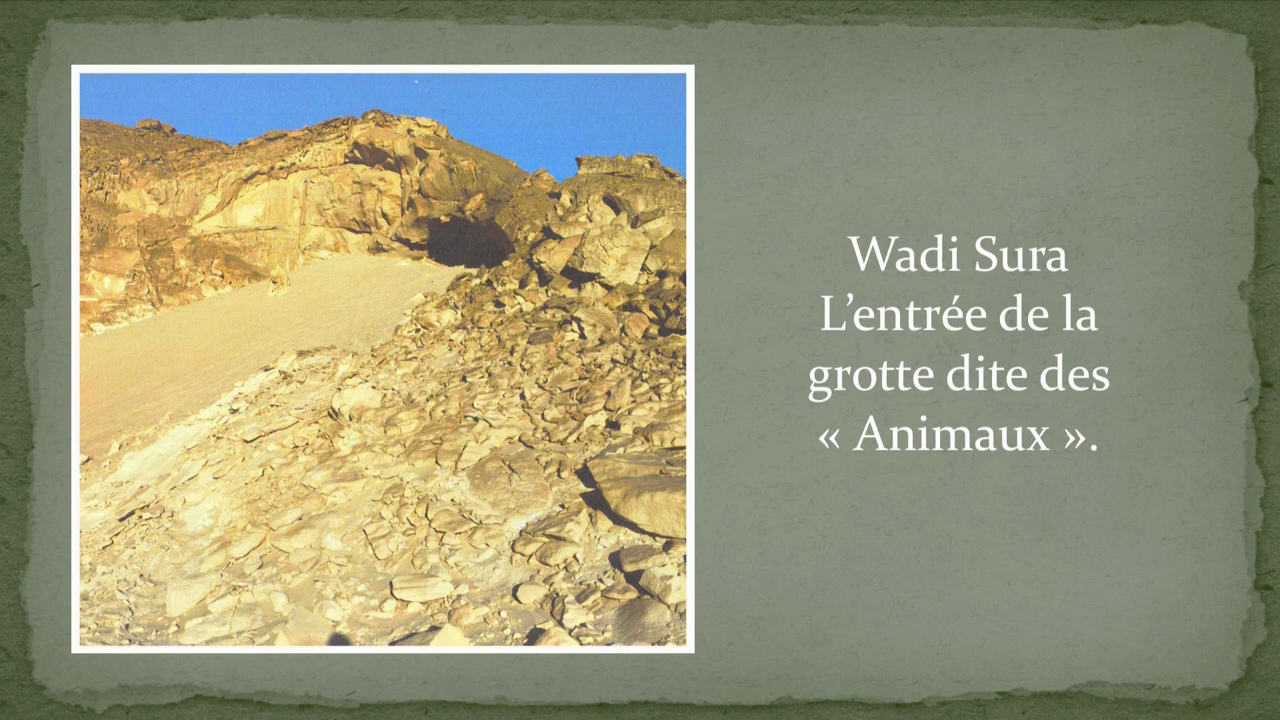 Wadi Sura
L’entrée de la
grotte dite des
« Animaux ».